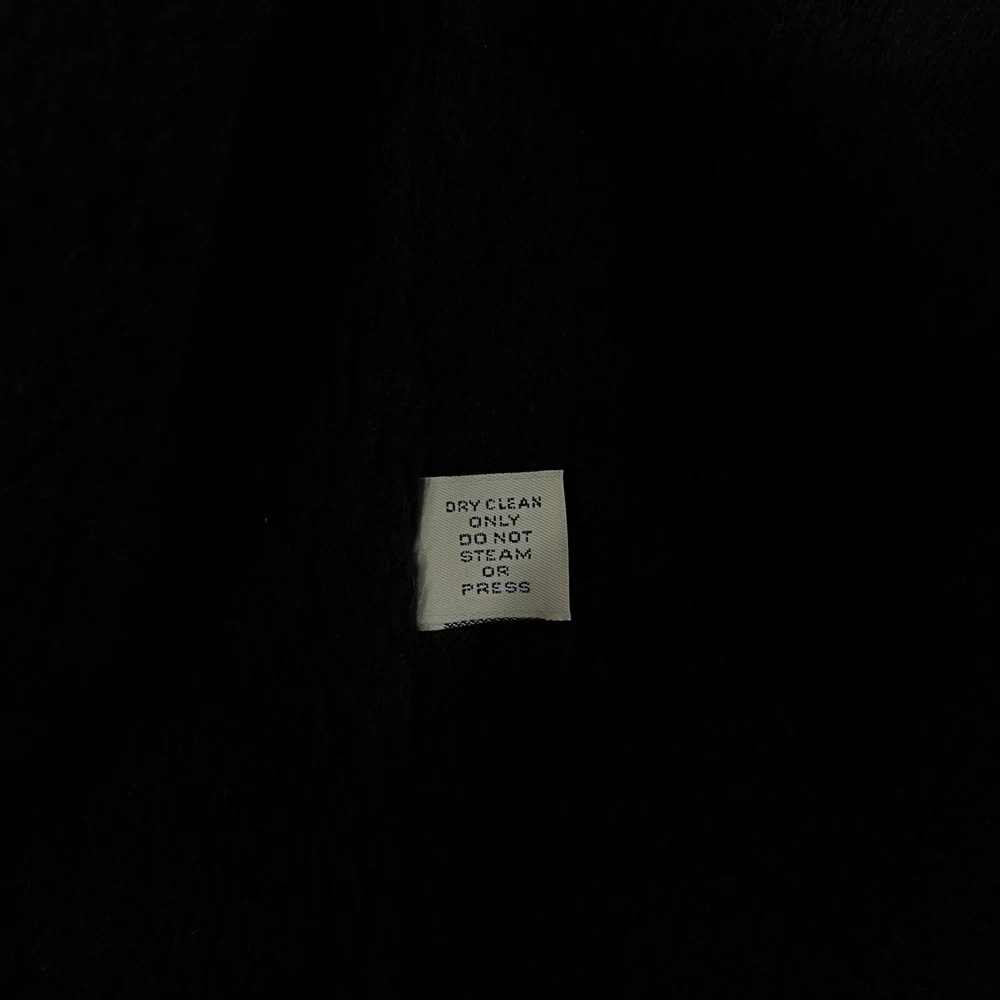 DRY CLEAN
ONLY
DO NOT
STEAM
OR
PRESS